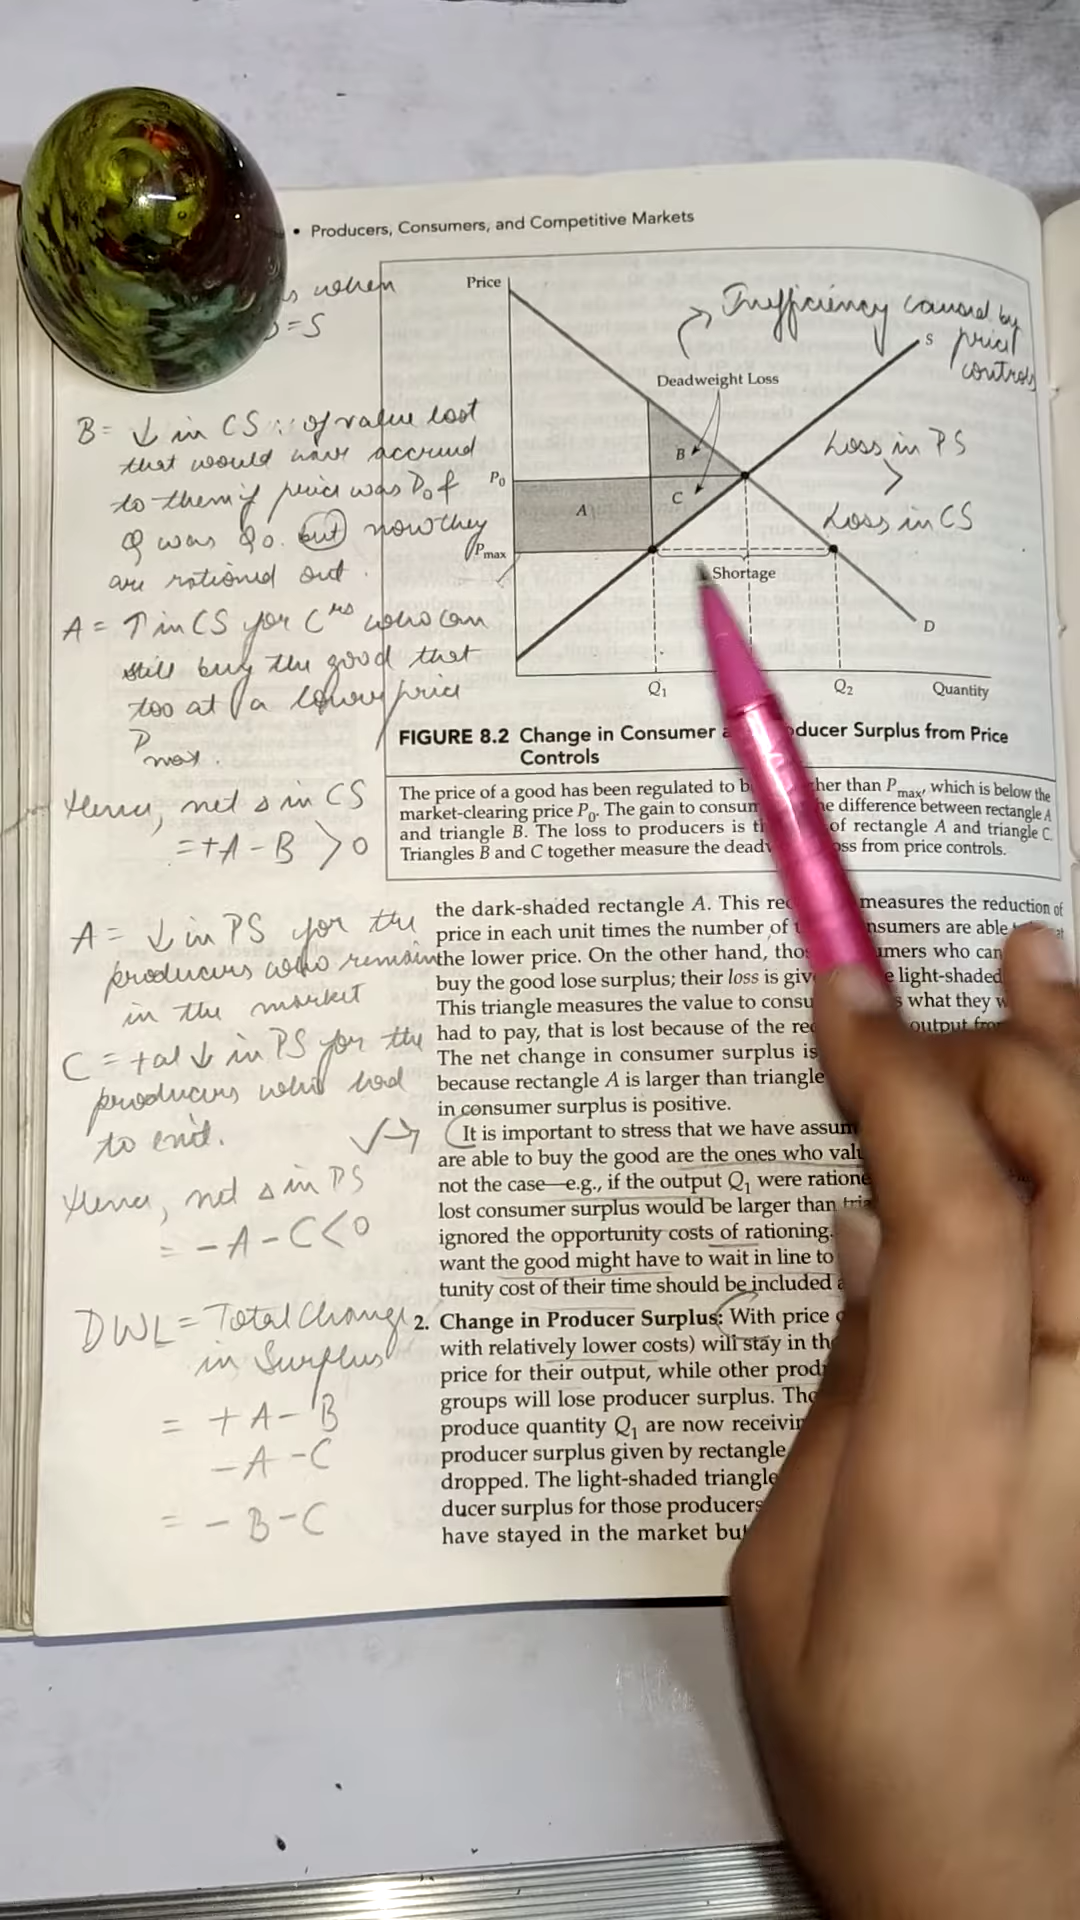 • Producers, Consumers, and Competitive Markets
when
=S
Price
Inefficiency caused by
price
controls
S
Deadweight Loss
B
P0
C
A
Pmax
Shortage
D
Q1
Q2
Quantity
Loss in PS
>
Loss in CS
B = ↓ in CS ∵ of value lost
that would have accrued
to them if price was P0 &
Q was Q0. but now they
are rationed out.
A = ↑ in CS for Crs who can
still buy the good that
too at a lower price
Pmax.
Hence, net Δ in CS
= +A - B > 0
A = ↓ in PS for the
producers who remain
in the market
C = ↓ in PS for the
producers who had
to end.
Hence, net Δ in PS
= -A - C < 0
DWL = Total Change
in Surplus
= +A - B
-A - C
= -B - C
FIGURE 8.2 Change in Consumer ducer Surplus from Price
Controls
The price of a good has been regulated to b her than Pmax, which is below the
market-clearing price P0. The gain to consum he difference between rectangle A
and triangle B. The loss to producers is th of rectangle A and triangle C.
Triangles B and C together measure the deadw oss from price controls.
the dark-shaded rectangle A. This rec measures the reduction of
price in each unit times the number of nsumers are able
the lower price. On the other hand, tho umers who can
buy the good lose surplus; their loss is giv e light-shaded
This triangle measures the value to consu s what they
had to pay, that is lost because of the re output from
The net change in consumer surplus is
because rectangle A is larger than triangle
in consumer surplus is positive.
It is important to stress that we have assum
are able to buy the good are the ones who val
not the case—e.g., if the output Q1 were ratione
lost consumer surplus would be larger than tria
ignored the opportunity costs of rationing.
want the good might have to wait in line to
tunity cost of their time should be included
2. Change in Producer Surplus: With price
with relatively lower costs) will stay in th
price for their output, while other prod
groups will lose producer surplus. Tho
produce quantity Q1 are now receivin
producer surplus given by rectangle
dropped. The light-shaded triangle
ducer surplus for those producers
have stayed in the market but